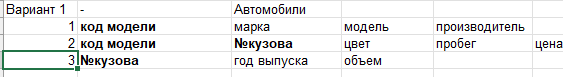 Вариант 1 - Автомобили
1 код модели марка модель производитель
2 код модели №кузова цвет пробег цена
3 №кузова год выпуска объем